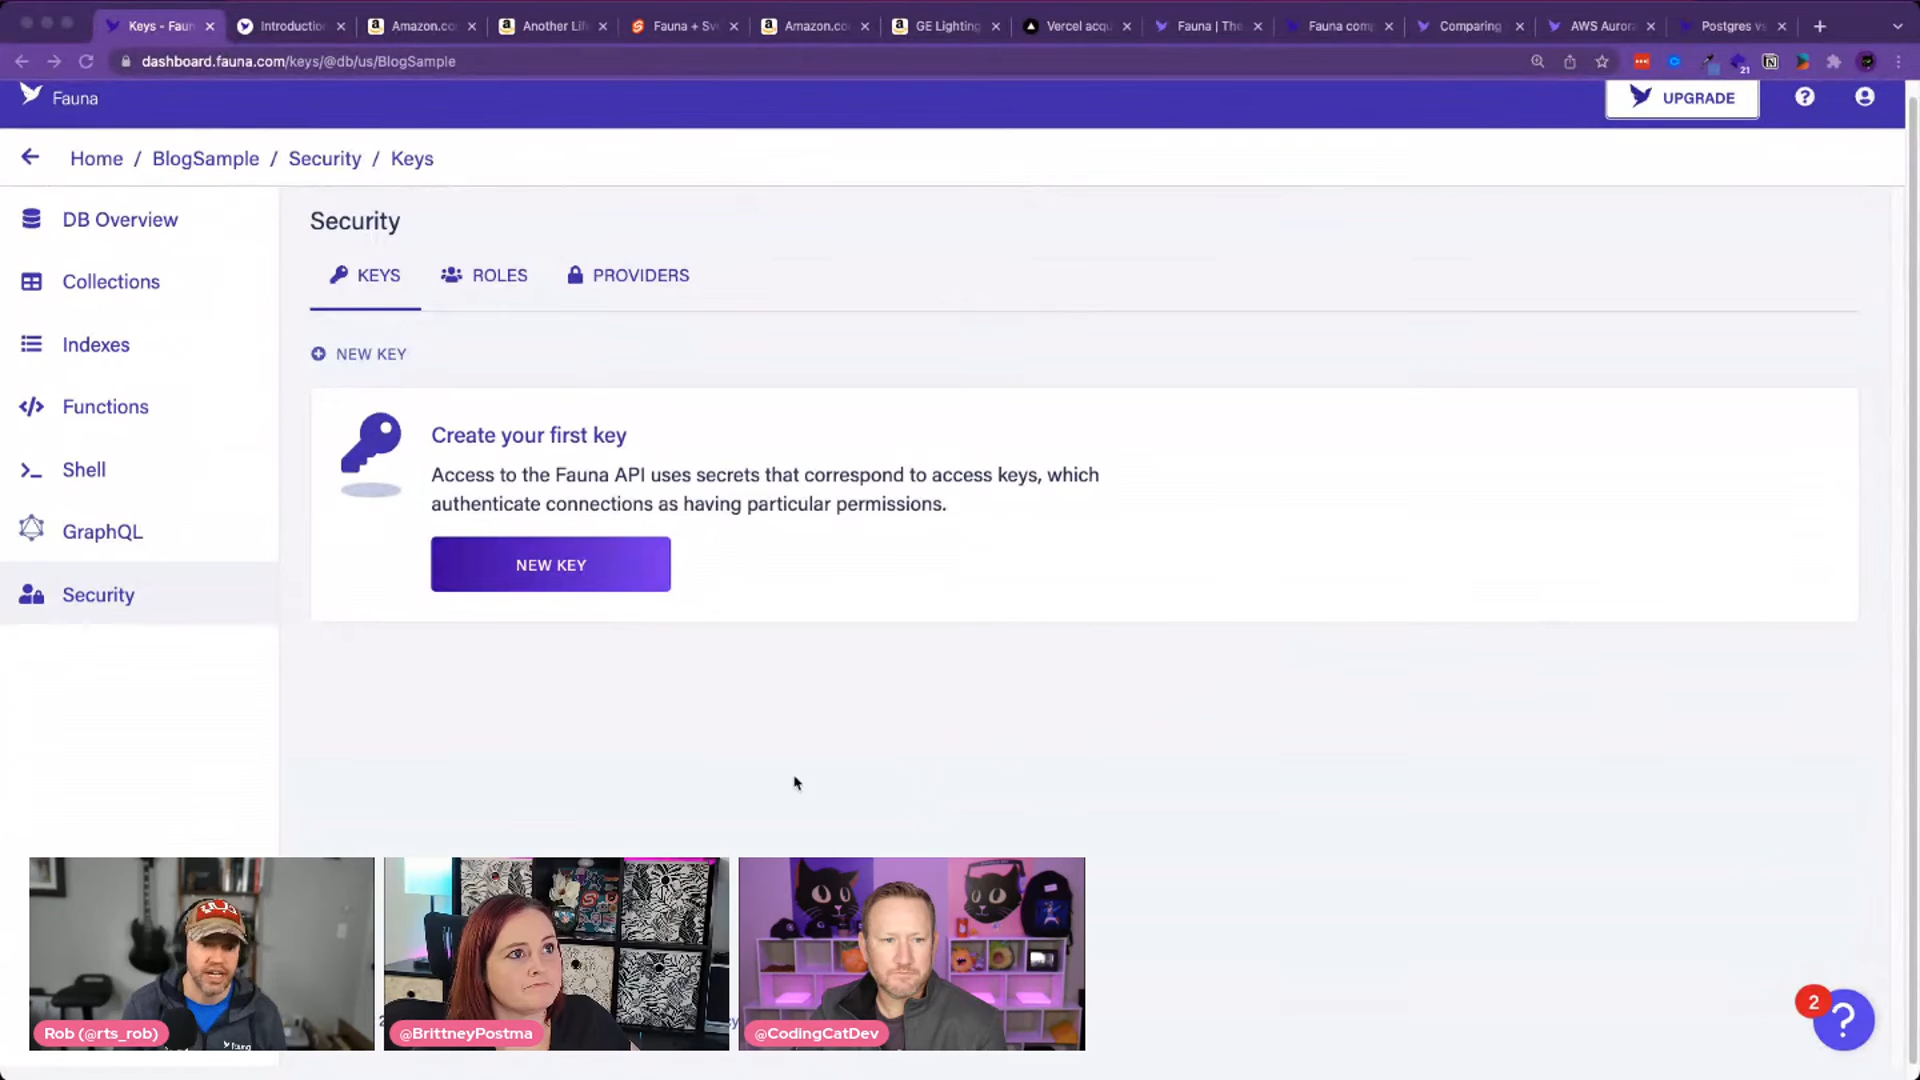 Keys - Faun
Introduction
Amazon.co
Another Life
Fauna + Sv
Amazon.co
GE Lighting
Vercel acqu
Fauna | The
Fauna com
Comparing
AWS Aurora
Postgres vs
dashboard.fauna.com/keys/@db/us/BlogSample
21
Fauna
UPGRADE
Home / BlogSample / Security / Keys
DB Overview
Collections
Indexes
Functions
Shell
GraphQL
Security
Security
KEYS
ROLES
PROVIDERS
NEW KEY
Create your first key
Access to the Fauna API uses secrets that correspond to access keys, which
authenticate connections as having particular permissions.
NEW KEY
Rob (@rts_rob)
@BrittneyPostma
@CodingCatDev
2